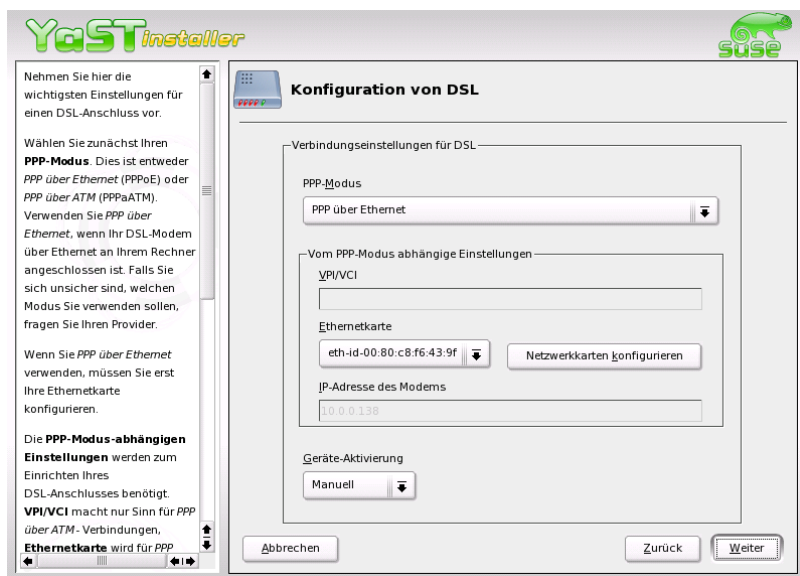 YaST installer
SUSE
Nehmen Sie hier die
wichtigsten Einstellungen für
einen DSL-Anschluss vor.
Wählen Sie zunächst Ihren
PPP-Modus. Dies ist entweder
PPP über Ethernet (PPPoE) oder
PPP über ATM (PPPaATM).
Verwenden Sie PPP über
Ethernet, wenn Ihr DSL-Modem
über Ethernet an Ihrem Rechner
angeschlossen ist. Falls Sie
sich unsicher sind, welchen
Modus Sie verwenden sollen,
fragen Sie Ihren Provider.
Wenn Sie PPP über Ethernet
verwenden, müssen Sie erst
Ihre Ethernetkarte
konfigurieren.
Die PPP-Modus-abhängigen
Einstellungen werden zum
Einrichten Ihres
DSL-Anschlusses benötigt.
VPI/VCI macht nur Sinn für PPP
über ATM- Verbindungen,
Ethernetkarte wird für PPP
Konfiguration von DSL
Verbindungseinstellungen für DSL
PPP-Modus
PPP über Ethernet
Vom PPP-Modus abhängige Einstellungen
VPI/VCI
Ethernetkarte
eth-id-00:80:c8:f6:43:9f
Netzwerkkarten konfigurieren
IP-Adresse des Modems
10.0.0.138
Geräte-Aktivierung
Manuell
Abbrechen
Zurück
Weiter